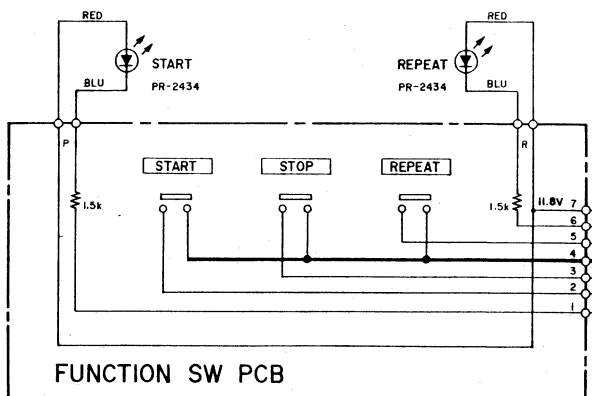 RED
RED
START
REPEAT
PR-2434
PR-2434
BLU
BLU
P
R
START
STOP
REPEAT
1.5k
1.5k
11.8V
7
6
5
4
3
2
1
FUNCTION SW PCB